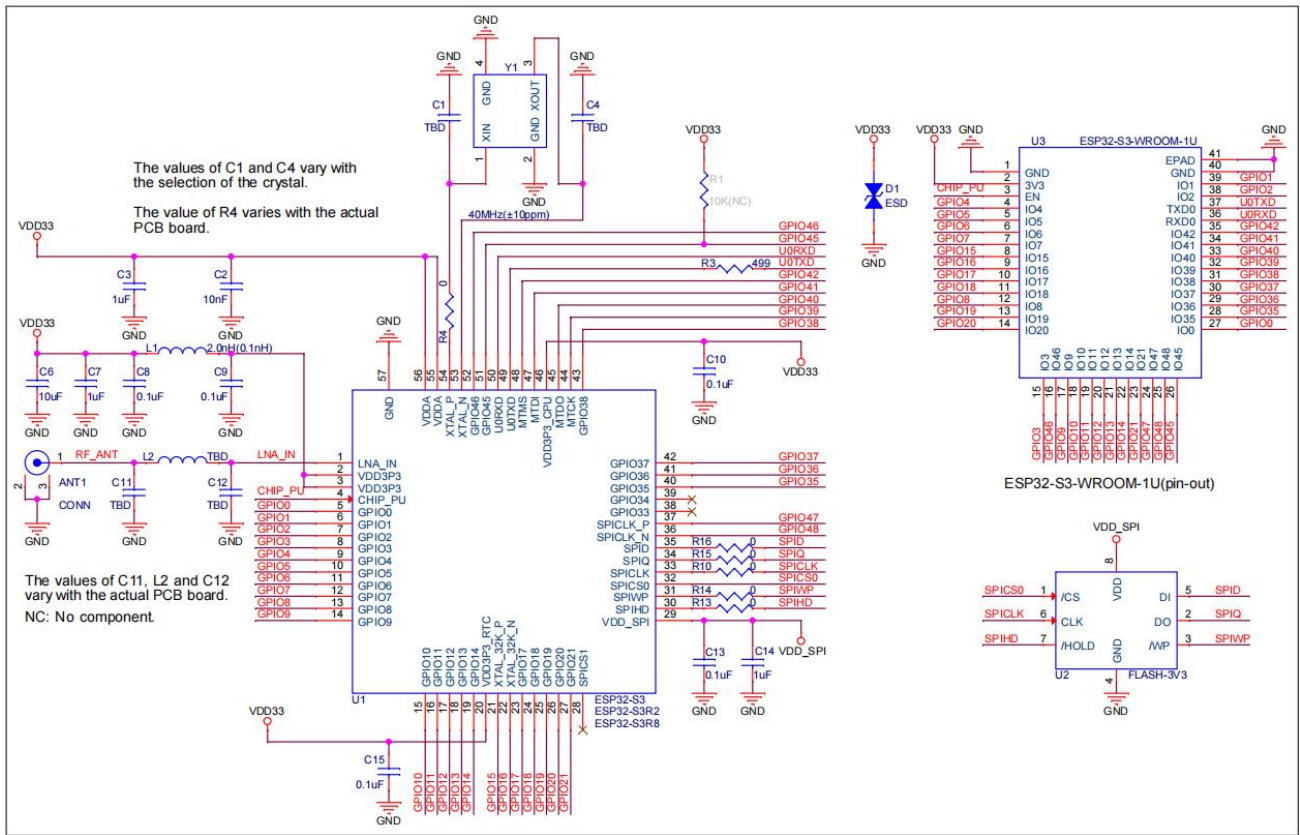 GND
GND
GND
GND
4
3
Y1
GND
XOUT
XIN
GND
1
2
C1
TBD
C4
TBD
GND
40MHz(±10ppm)
The values of C1 and C4 vary with
the selection of the crystal.
The value of R4 varies with the actual
PCB board.
VDD33
C3
1uF
C2
10nF
GND
GND
R4
0
VDD33
R1
10K(NC)
GPIO46
GPIO45
U0RXD
U0TXD
R3
499
GPIO42
GPIO41
GPIO40
GPIO39
GPIO38
C10
0.1uF
GND
VDD33
VDD33
L1
2.0nH(0.1nH)
C6
10uF
C7
1uF
C8
0.1uF
C9
0.1uF
GND
GND
GND
GND
RF_ANT
L2
TBD
LNA_IN
1
2
3
ANT1
CONN
C11
TBD
C12
TBD
GND
GND
GND
The values of C11, L2 and C12
vary with the actual PCB board.
NC: No component.
GND
57
56
55
54
53
52
51
50
49
48
47
46
45
44
43
GND
VDDA
VDDA
XTAL_P
XTAL_N
GPIO46
GPIO45
U0RXD
U0TXD
MTMS
MTDI
VDD3P3_CPU
MTDO
MTCK
GPIO38
1 LNA_IN
2 VDD3P3
3 VDD3P3
CHIP_PU 4 CHIP_PU
GPIO0 5 GPIO0
GPIO1 6 GPIO1
GPIO2 7 GPIO2
GPIO3 8 GPIO3
GPIO4 9 GPIO4
GPIO5 10 GPIO5
GPIO6 11 GPIO6
GPIO7 12 GPIO7
GPIO8 13 GPIO8
GPIO9 14 GPIO9
GPIO37 42 GPIO37
GPIO36 41 GPIO36
GPIO35 40 GPIO35
GPIO34 39
GPIO33 38
SPICLK_P 37 GPIO47
SPICLK_N 36 GPIO48
SPID 35 R16 0 SPID
SPIQ 34 R15 0 SPIQ
SPICLK 33 R10 0 SPICLK
SPICS0 32 SPICS0
SPIWP 31 R14 0 SPIWP
SPIHD 30 R13 0 SPIHD
VDD_SPI 29
C13
0.1uF
C14
1uF
VDD_SPI
GND
GND
GPIO10
GPIO11
GPIO12
GPIO13
GPIO14
VDD3P3_RTC
XTAL_32K_P
XTAL_32K_N
GPIO17
GPIO18
GPIO19
GPIO20
GPIO21
SPICS1
U1
ESP32-S3
ESP32-S3R2
ESP32-S3R8
15
16
17
18
19
20
21
22
23
24
25
26
27
28
VDD33
C15
0.1uF
GND
GPIO10
GPIO11
GPIO12
GPIO13
GPIO14
GPIO15
GPIO16
GPIO17
GPIO18
GPIO19
GPIO20
GPIO21
VDD33
D1
ESD
GND
VDD33
GND
GND
U3
ESP32-S3-WROOM-1U
1 GND
2 3V3
CHIP_PU 3 EN
GPIO4 4 IO4
GPIO5 5 IO5
GPIO6 6 IO6
GPIO7 7 IO7
GPIO15 8 IO15
GPIO16 9 IO16
GPIO17 10 IO17
GPIO18 11 IO18
GPIO8 12 IO8
GPIO19 13 IO19
GPIO20 14 IO20
EPAD 41
GND 40
IO1 39 GPIO1
IO2 38 GPIO2
TXD0 37 U0TXD
RXD0 36 U0RXD
IO42 35 GPIO42
IO41 34 GPIO41
IO40 33 GPIO40
IO39 32 GPIO39
IO38 31 GPIO38
IO37 30 GPIO37
IO36 29 GPIO36
IO35 28 GPIO35
IO0 27 GPIO0
IO3
IO46
IO9
IO10
IO11
IO12
IO13
IO14
IO21
IO47
IO48
IO45
15
16
17
18
19
20
21
22
23
24
25
26
GPIO3
GPIO46
GPIO9
GPIO10
GPIO11
GPIO12
GPIO13
GPIO14
GPIO21
GPIO47
GPIO48
GPIO45
ESP32-S3-WROOM-1U(pin-out)
VDD_SPI
8
VDD
SPICS0 1 /CS
SPICLK 6 CLK
SPIHD 7 /HOLD
DI 5 SPID
DO 2 SPIQ
/WP 3 SPIWP
GND
4
U2
FLASH-3V3
GND